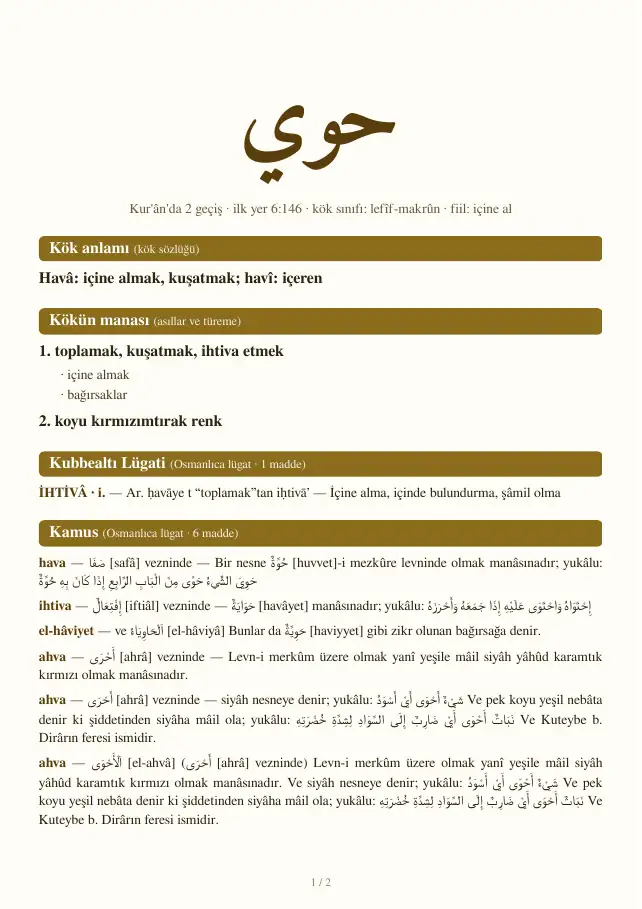 حوي
Kur'ân'da 2 geçiş · ilk yer 6:146 · kök sınıfı: lefîf-makrûn · fiil: içine al
Kök anlamı (kök sözlüğü)
Havâ: içine almak, kuşatmak; havî: içeren
Kökün manası (asıllar ve türeme)
1. toplamak, kuşatmak, ihtiva etmek
· içine almak
· bağırsaklar
2. koyu kırmızımtırak renk
Kubbealtı Lügati (Osmanlıca lügat · 1 madde)
İHTİVÂ · i. — Ar. ḥavāye t “toplamak”tan iḥtivā’ — İçine alma, içinde bulundurma, şâmil olma
Kamus (Osmanlıca lügat · 6 madde)
hava — صَفَا [safâ] vezninde — Bir nesne حُوَّةٌ [huvvet]-i mezkûre levninde olmak manâsınadır; yukâlu:
حَوِيَ الشَّيءُ حَوًى مِنَ الْبَابِ الرَّابِعِ إِذَا كَانَ بِهِ حُوَّةٌ
ihtiva — إِفْتِعَالٌ [iftiâl] vezninde — حَوَايَةٌ [havâyet] manâsınadır; yukâlu: إِحْتَوَاهُ وَاحْتَوَى عَلَيْهِ إِذَا جَمَعَهُ وَأَحْرَزَهُ
el-hâviyet — ve اَلْحَاوِيَاءُ [el-hâviyâ] Bunlar da حَوِيَّةٌ [haviyyet] gibi zikr olunan bağırsağa denir.
ahva — أَحْرَى [ahrâ] vezninde — Levn-i merkûm üzere olmak yanî yeşile mâil siyâh yâhûd karamtık
kırmızı olmak manâsınadır.
ahva — أَحْرَى [ahrâ] vezninde — siyâh nesneye denir; yukâlu: شَيْءٌ أَحْوَى أَيْ أَسْوَدُ Ve pek koyu yeşil nebâta
denir ki şiddetinden siyâha mâil ola; yukâlu: نَبَاتٌ أَحْوَى أَيْ ضَارِبٌ إِلَى السَّوَادِ لِشِدَّةِ خُضْرَتِهِ Ve Kuteybe b.
Dirârın feresi ismidir.
ahva — اَلْأَحْوَى [el-ahvâ] (أَحْرَى [ahrâ] vezninde) Levn-i merkûm üzere olmak yanî yeşile mâil siyâh
yâhûd karamtık kırmızı olmak manâsınadır. Ve siyâh nesneye denir; yukâlu: شَيْءٌ أَحْوَى أَيْ أَسْوَدُ Ve pek
koyu yeşil nebâta denir ki şiddetinden siyâha mâil ola; yukâlu: نَبَاتٌ أَحْوَى أَيْ ضَارِبٌ إِلَى السَّوَادِ لِشِدَّةِ خُضْرَتِهِ Ve
Kuteybe b. Dirârın feresi ismidir.
1 / 2